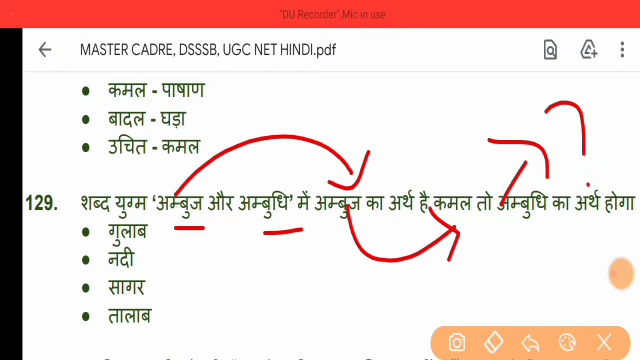 "DU Recorder",Mic in use
MASTER CADRE, DSSSB, UGC NET HINDI.pdf
• कमल - पाषाण
• बादल - घड़ा
• उचित - कमल
129. शब्द युग्म 'अम्बुज और अम्बुधि' में अम्बुज का अर्थ है कमल तो अम्बुधि का अर्थ होगा
• गुलाब
• नदी
• सागर
• तालाब